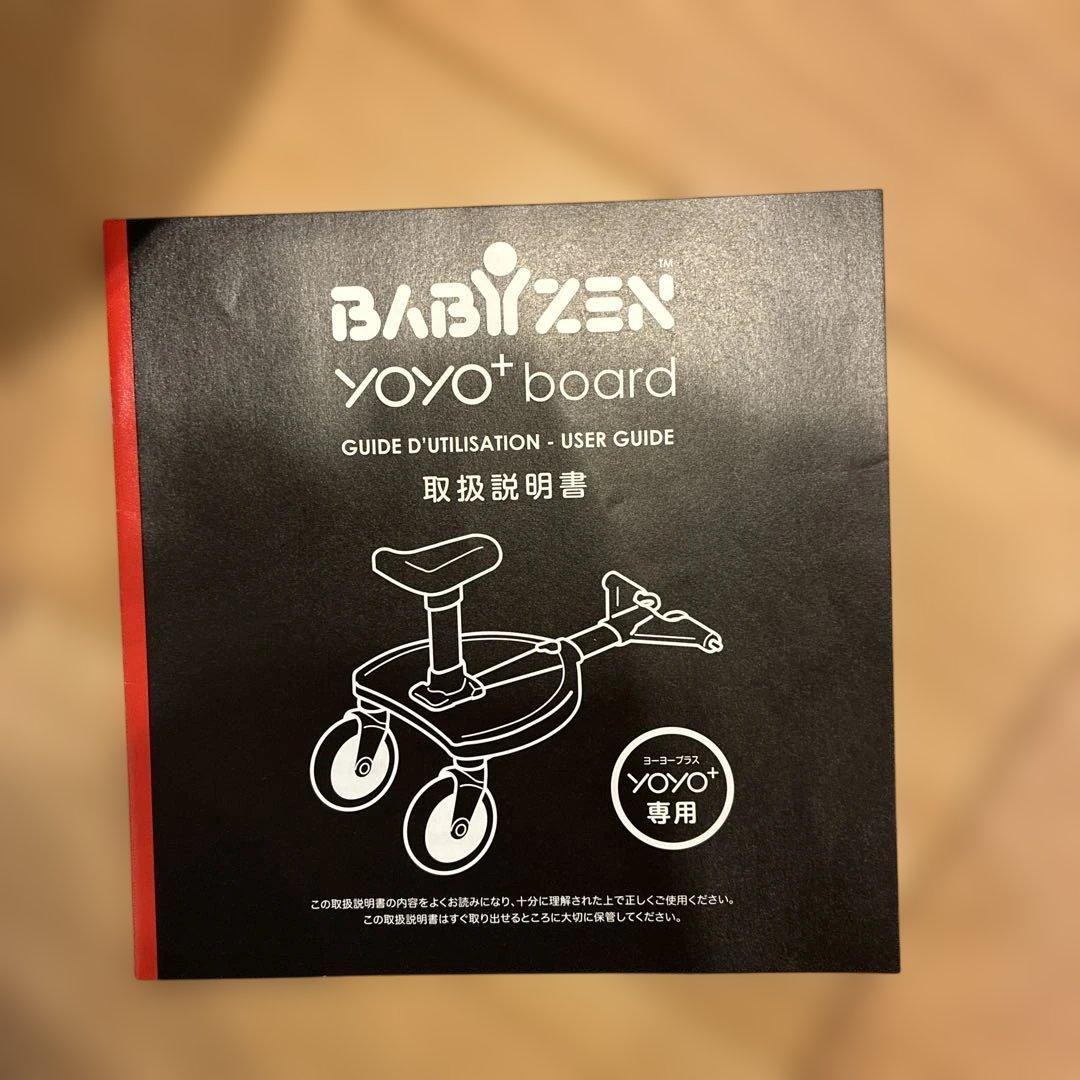 BABYZEN™
YOYO+ board
GUIDE D'UTILISATION - USER GUIDE
取扱説明書
ヨーヨープラス
YOYO+
専用
この取扱説明書の内容をよくお読みになり、十分に理解された上で正しくご使用ください。
この取扱説明書はすぐ取り出せるところに大切に保管してください。